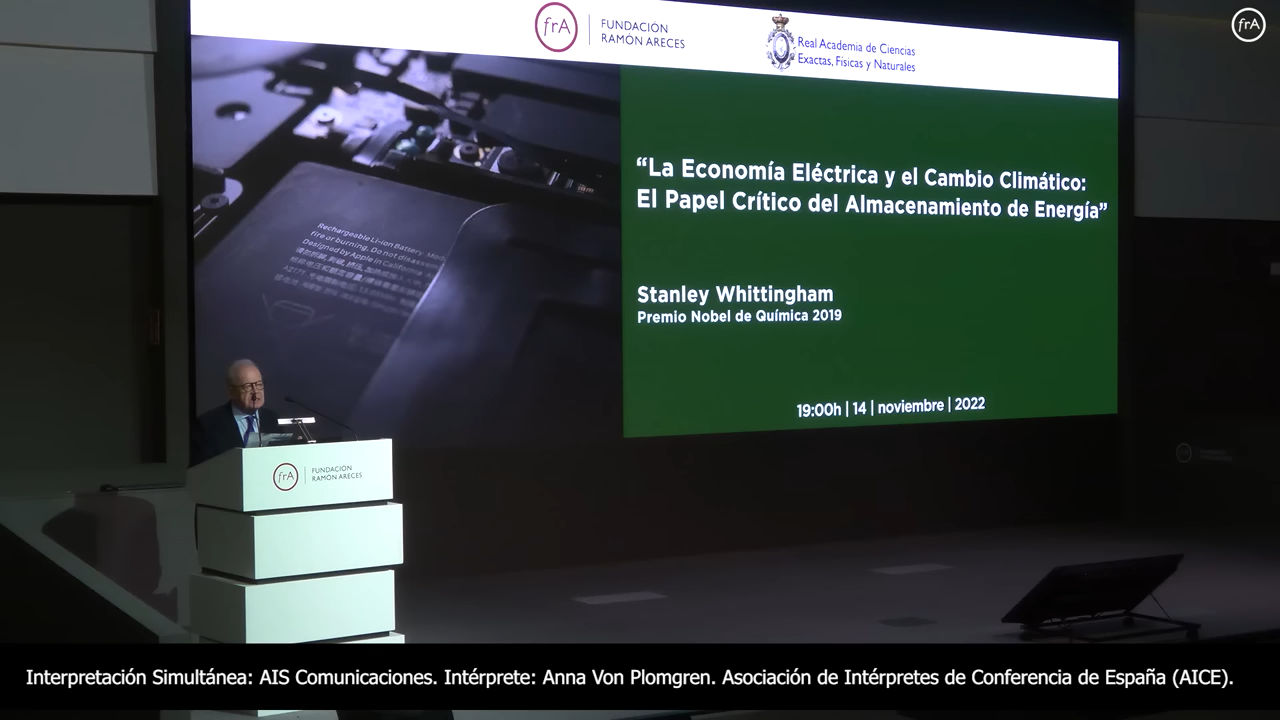 frA
FUNDACIÓN
RAMÓN ARECES
Real Academia de Ciencias
Exactas, Físicas y Naturales
frA
“La Economía Eléctrica y el Cambio Climático:
El Papel Crítico del Almacenamiento de Energía”
Rechargeable Li-ion Battery
fire or burning. Do not disassem
Designed by Apple in California
Stanley Whittingham
Premio Nobel de Química 2019
19:00h | 14 | noviembre | 2022
frA
FUNDACIÓN
RAMÓN ARECES
Interpretación Simultánea: AIS Comunicaciones. Intérprete: Anna Von Plomgren. Asociación de Intérpretes de Conferencia de España (AICE).